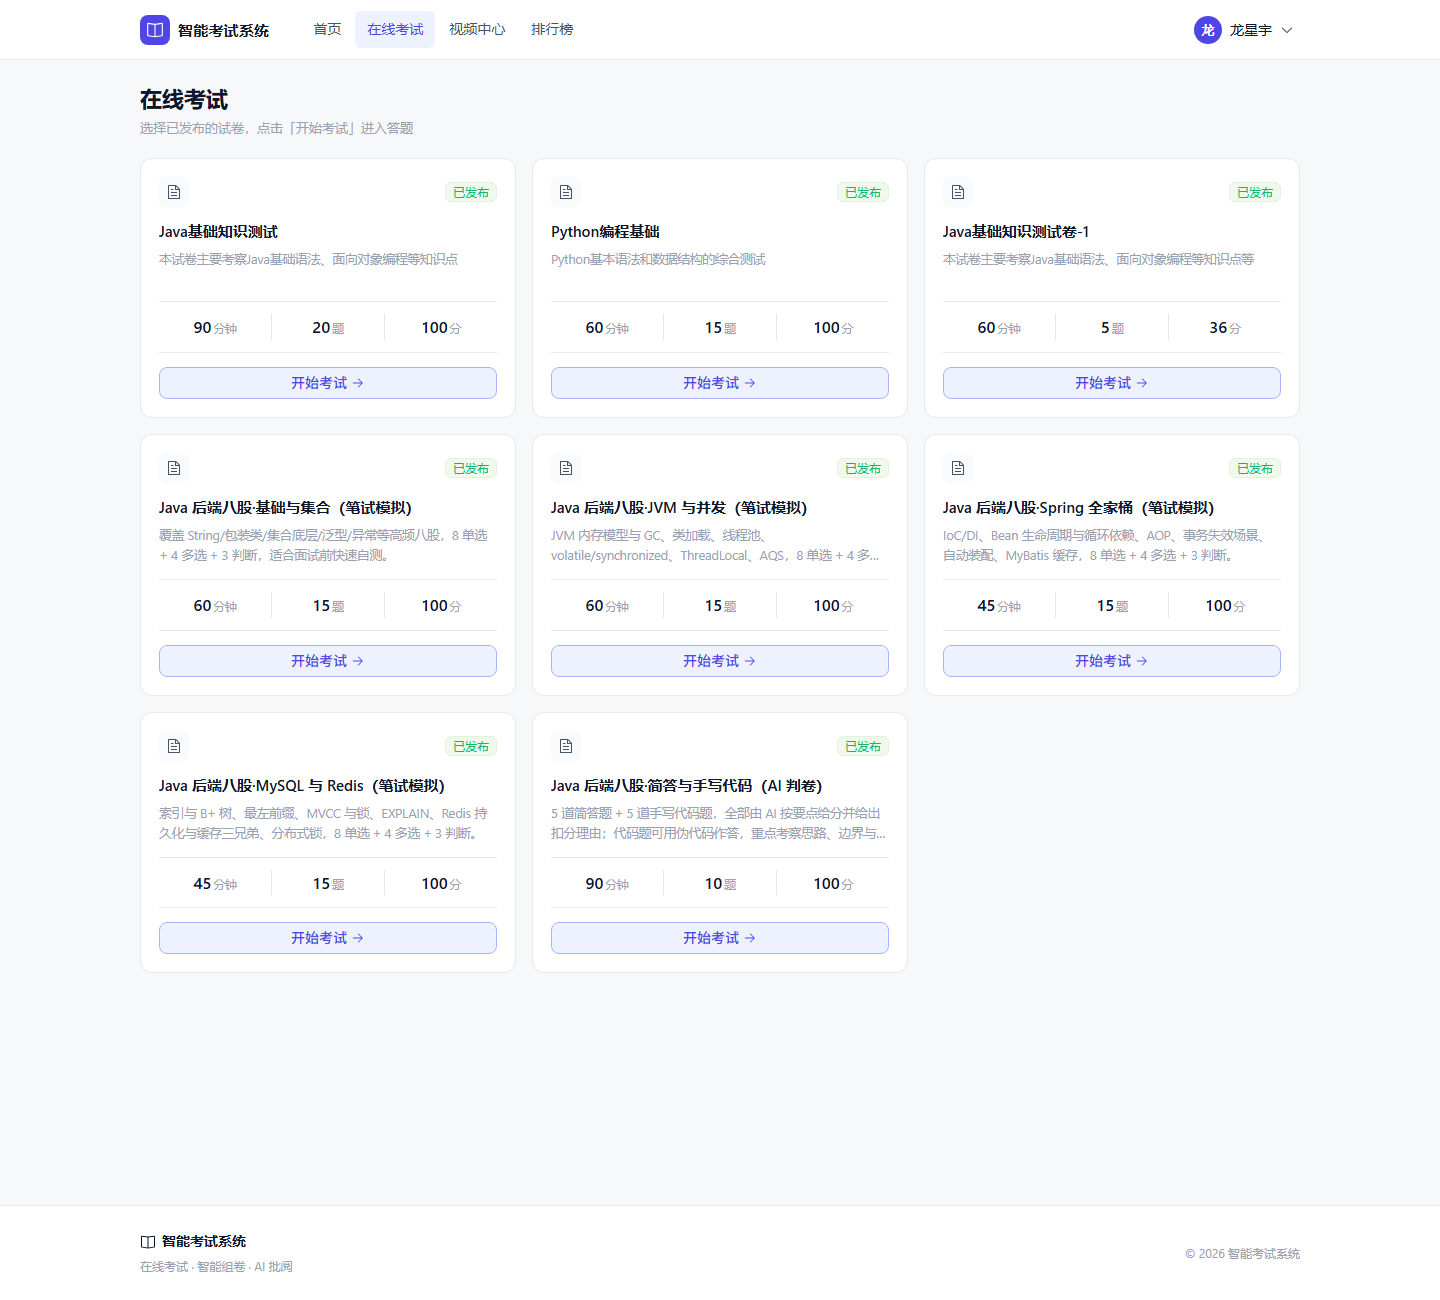 智能考试系统
首页
在线考试
视频中心
排行榜
龙
龙星宇
在线考试
选择已发布的试卷，点击「开始考试」进入答题
已发布
Java基础知识测试
本试卷主要考察Java基础语法、面向对象编程等知识点
90分钟
20题
100分
开始考试 →
已发布
Python编程基础
Python基本语法和数据结构的综合测试
60分钟
15题
100分
开始考试 →
已发布
Java基础知识测试卷-1
本试卷主要考察Java基础语法、面向对象编程等知识点等
60分钟
5题
36分
开始考试 →
已发布
Java 后端八股·基础与集合（笔试模拟）
覆盖 String/包装类/集合底层/泛型/异常等高频八股，8 单选
+ 4 多选 + 3 判断，适合面试前快速自测。
60分钟
15题
100分
开始考试 →
已发布
Java 后端八股·JVM 与并发（笔试模拟）
JVM 内存模型与 GC、类加载、线程池、
volatile/synchronized、ThreadLocal、AQS，8 单选 + 4 多...
60分钟
15题
100分
开始考试 →
已发布
Java 后端八股·Spring 全家桶（笔试模拟）
IoC/DI、Bean 生命周期与循环依赖、AOP、事务失效场景、
自动装配、MyBatis 缓存，8 单选 + 4 多选 + 3 判断。
45分钟
15题
100分
开始考试 →
已发布
Java 后端八股·MySQL 与 Redis（笔试模拟）
索引与 B+ 树、最左前缀、MVCC 与锁、EXPLAIN、Redis 持
久化与缓存三兄弟、分布式锁，8 单选 + 4 多选 + 3 判断。
45分钟
15题
100分
开始考试 →
已发布
Java 后端八股·简答与手写代码（AI 判卷）
5 道简答题 + 5 道手写代码题，全部由 AI 按要点给分并给出
扣分理由；代码题可用伪代码作答，重点考察思路、边界与...
90分钟
10题
100分
开始考试 →
智能考试系统
在线考试 · 智能组卷 · AI 批阅
© 2026 智能考试系统